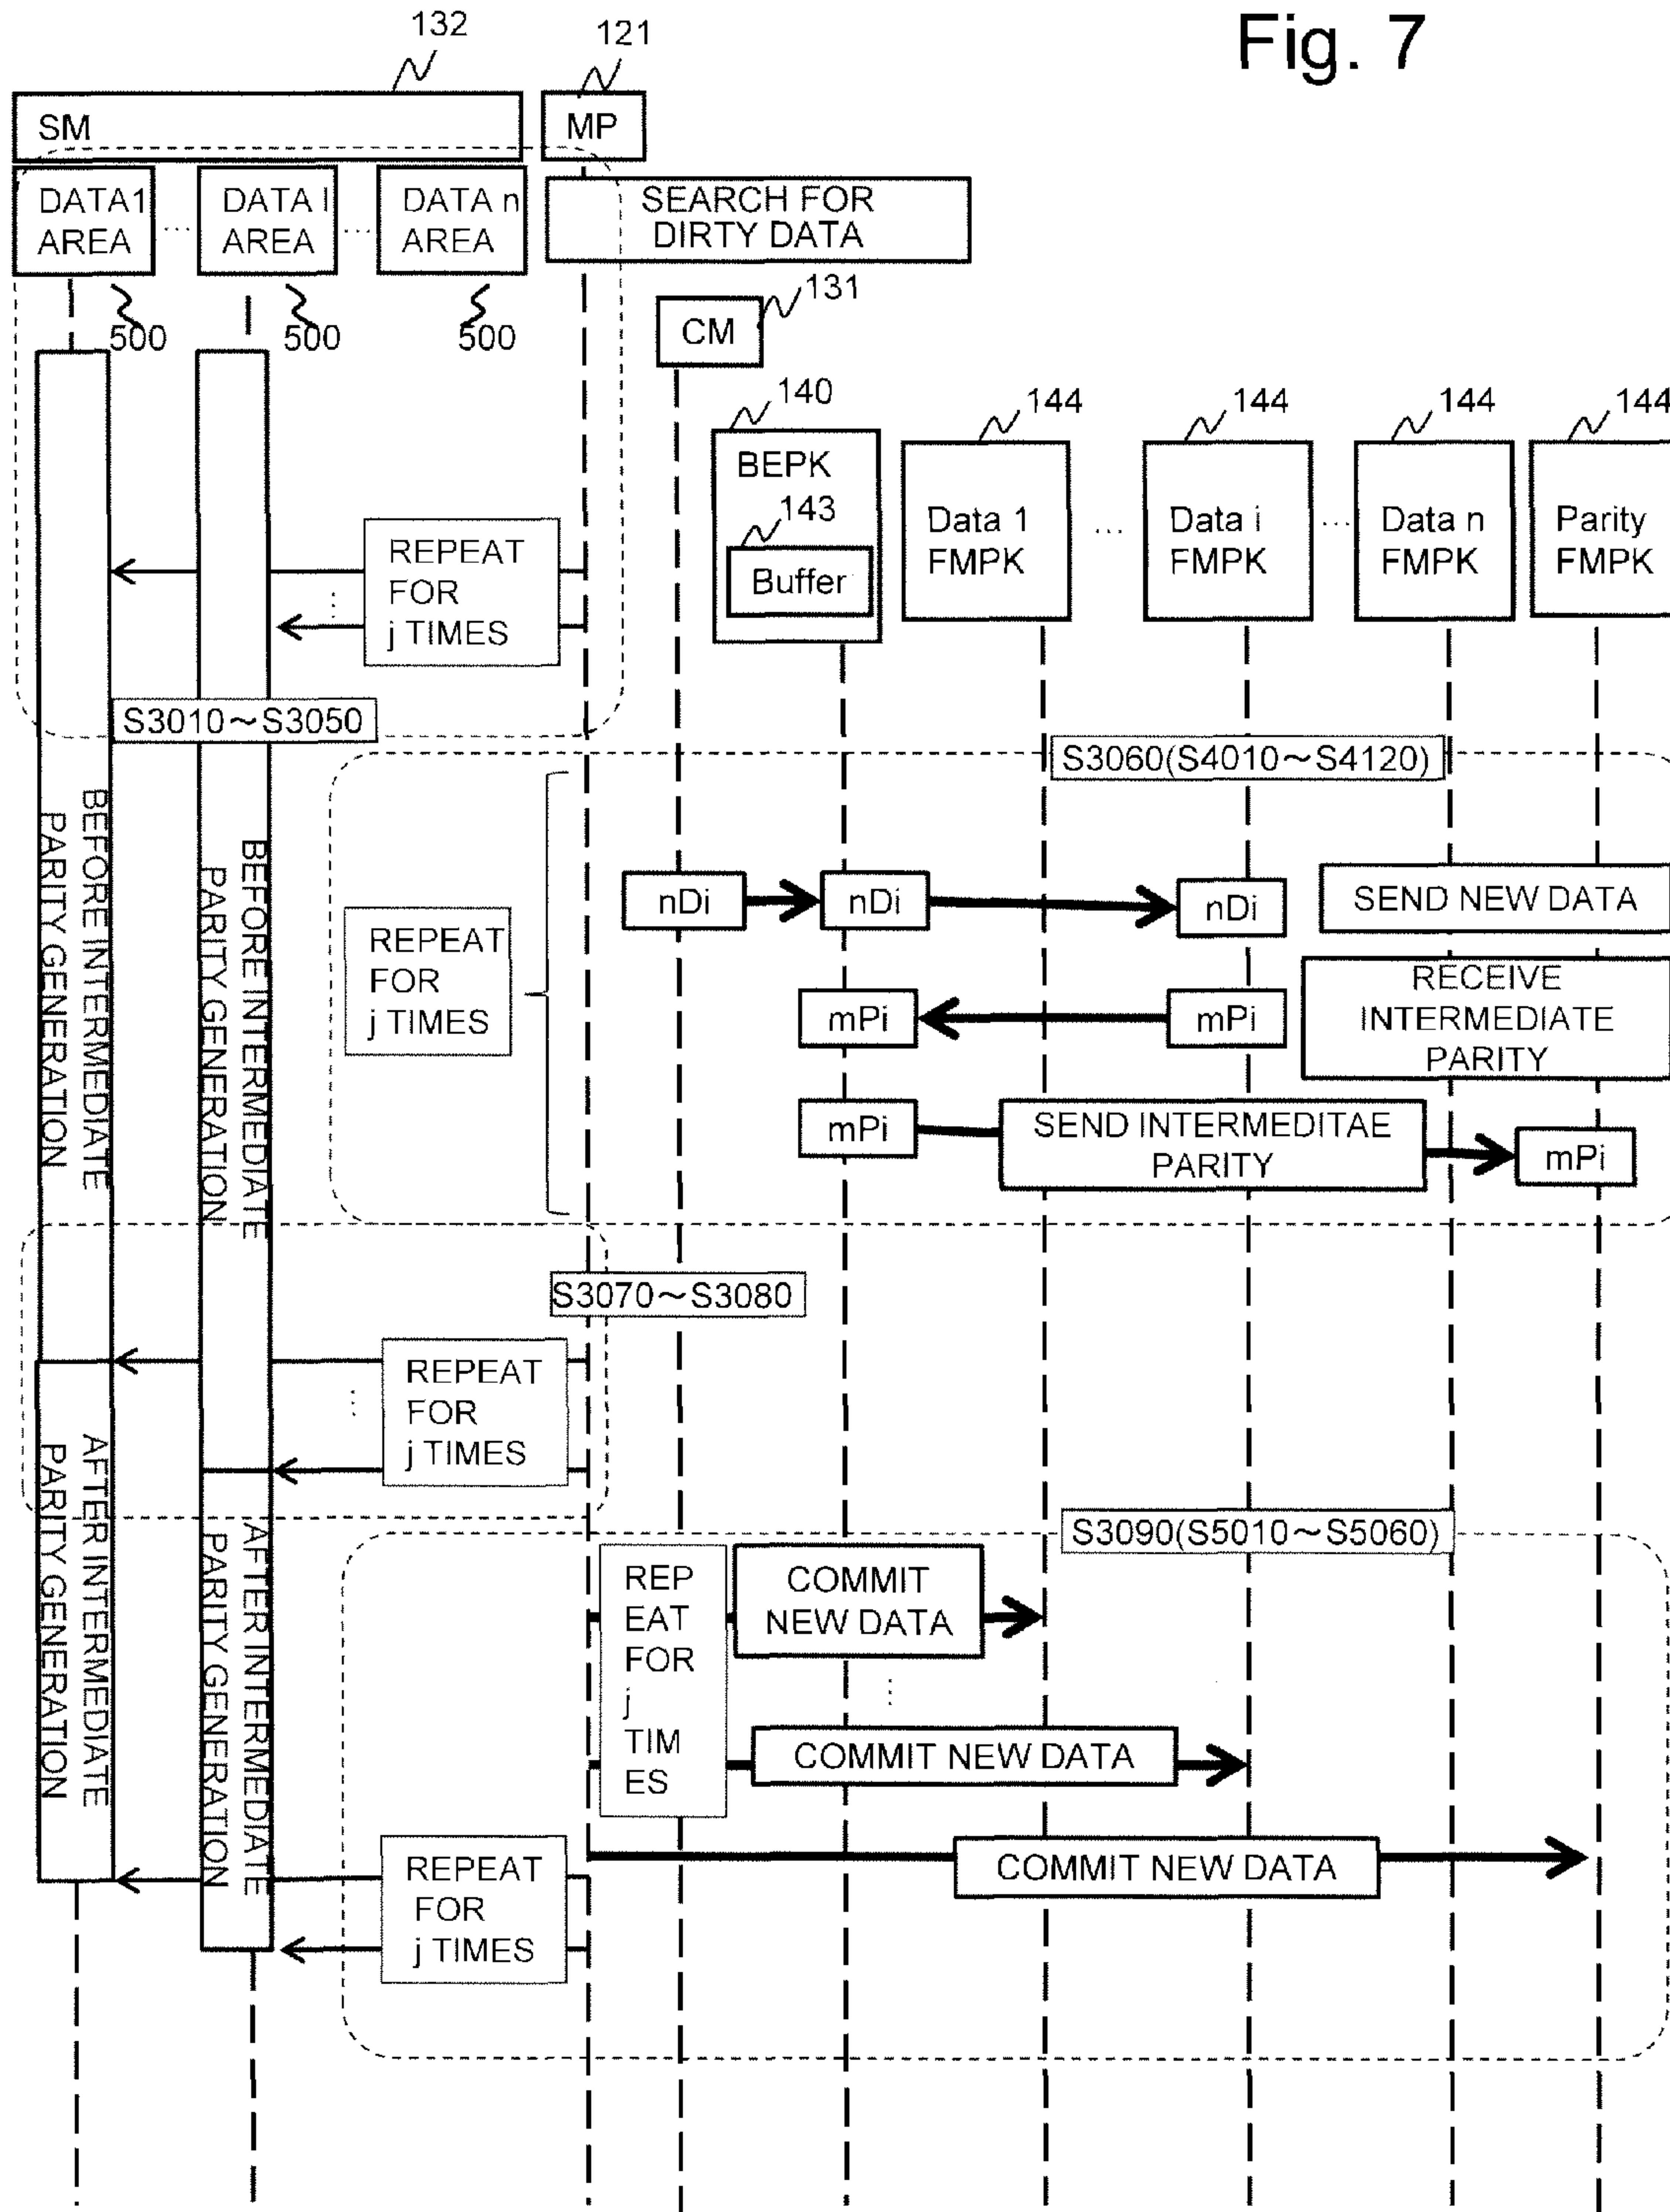 Fig. 7
132
121
SM
MP
DATA1
AREA
...
DATA I
AREA
...
DATA n
AREA
SEARCH FOR
DIRTY DATA
500
500
500
131
CM
140
BEPK
143
Buffer
144
Data 1
FMPK
...
144
Data i
FMPK
...
144
Data n
FMPK
144
Parity
FMPK
REPEAT
FOR
j TIMES
S3010~S3050
S3060(S4010~S4120)
BEFORE INTERMEDIATE
PARITY GENERATION
BEFORE INTERMEDIATE
PARITY GENERATION
REPEAT
FOR
j TIMES
nDi
nDi
nDi
SEND NEW DATA
mPi
mPi
RECEIVE
INTERMEDIATE
PARITY
mPi
SEND INTERMEDITAE
PARITY
mPi
S3070~S3080
REPEAT
FOR
j TIMES
AFTER INTERMEDIATE
PARITY GENERATION
AFTER INTERMEDIATE
PARITY GENERATION
S3090(S5010~S5060)
REP
EAT
FOR
j
TIM
ES
COMMIT
NEW DATA
COMMIT NEW DATA
COMMIT NEW DATA
REPEAT
FOR
j TIMES